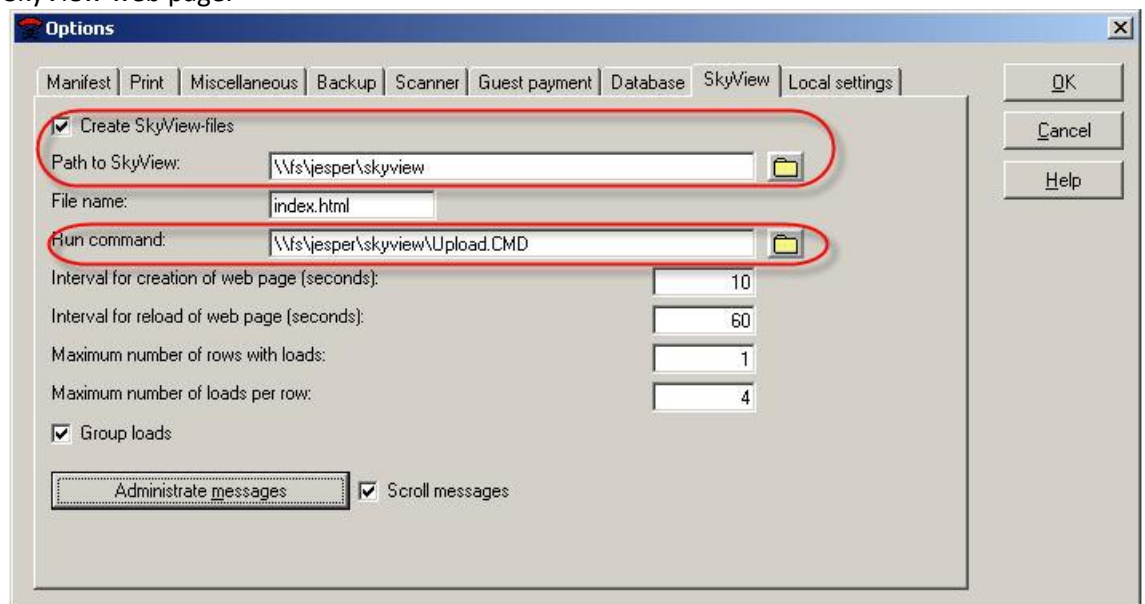 SkyView web page.
Options
Manifest Print Miscellaneous Backup Scanner Guest payment Database SkyView Local settings
OK
Create SkyView-files
Cancel
Path to SkyView: \\fs\jesper\skyview
Help
File name: index.html
Run command: \\fs\jesper\skyview\Upload.CMD
Interval for creation of web page (seconds): 10
Interval for reload of web page (seconds): 60
Maximum number of rows with loads: 1
Maximum number of loads per row: 4
Group loads
Administrate messages Scroll messages